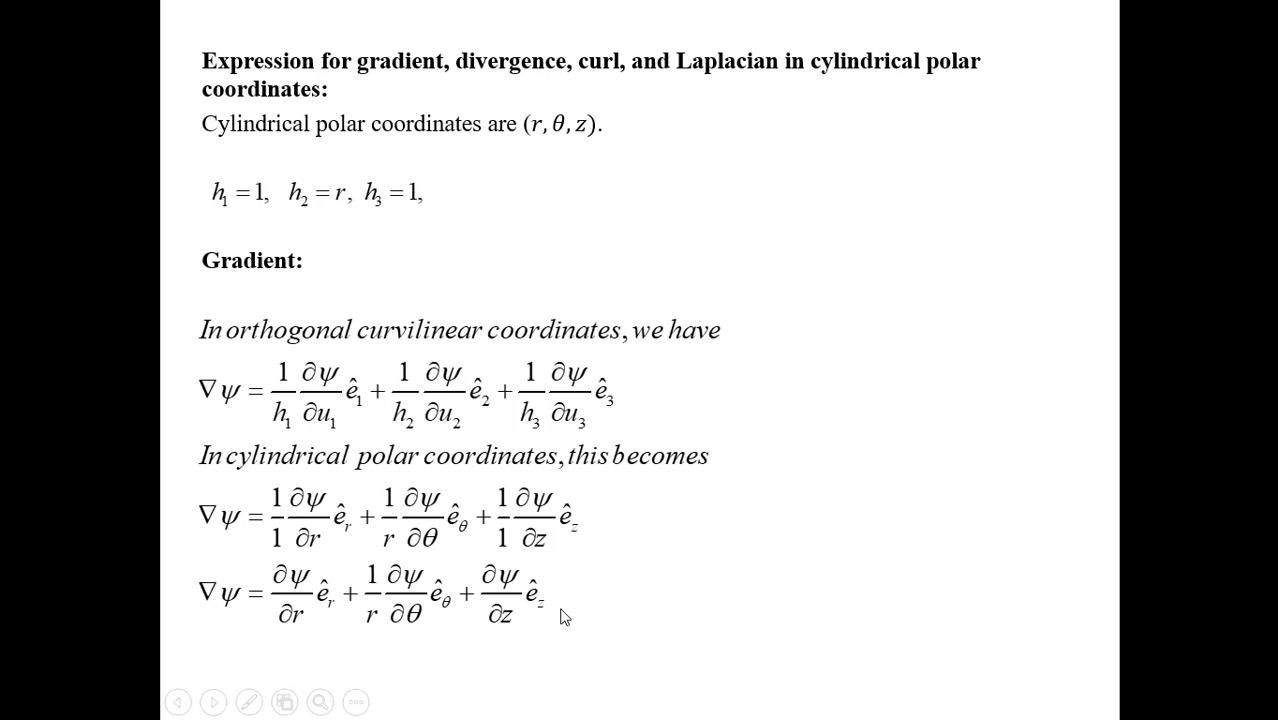 Expression for gradient, divergence, curl, and Laplacian in cylindrical polar
coordinates:
Cylindrical polar coordinates are (r, θ, z).
h₁ = 1, h₂ = r, h₃ = 1,
Gradient:
In orthogonal curvilinear coordinates, we have
∇ψ = (1/h₁)(∂ψ/∂u₁) ê₁ + (1/h₂)(∂ψ/∂u₂) ê₂ + (1/h₃)(∂ψ/∂u₃) ê₃
In cylindrical polar coordinates, this becomes
∇ψ = (1/1)(∂ψ/∂r) ê_r + (1/r)(∂ψ/∂θ) ê_θ + (1/1)(∂ψ/∂z) ê_z
∇ψ = ∂ψ/∂r ê_r + (1/r)(∂ψ/∂θ) ê_θ + ∂ψ/∂z ê_z